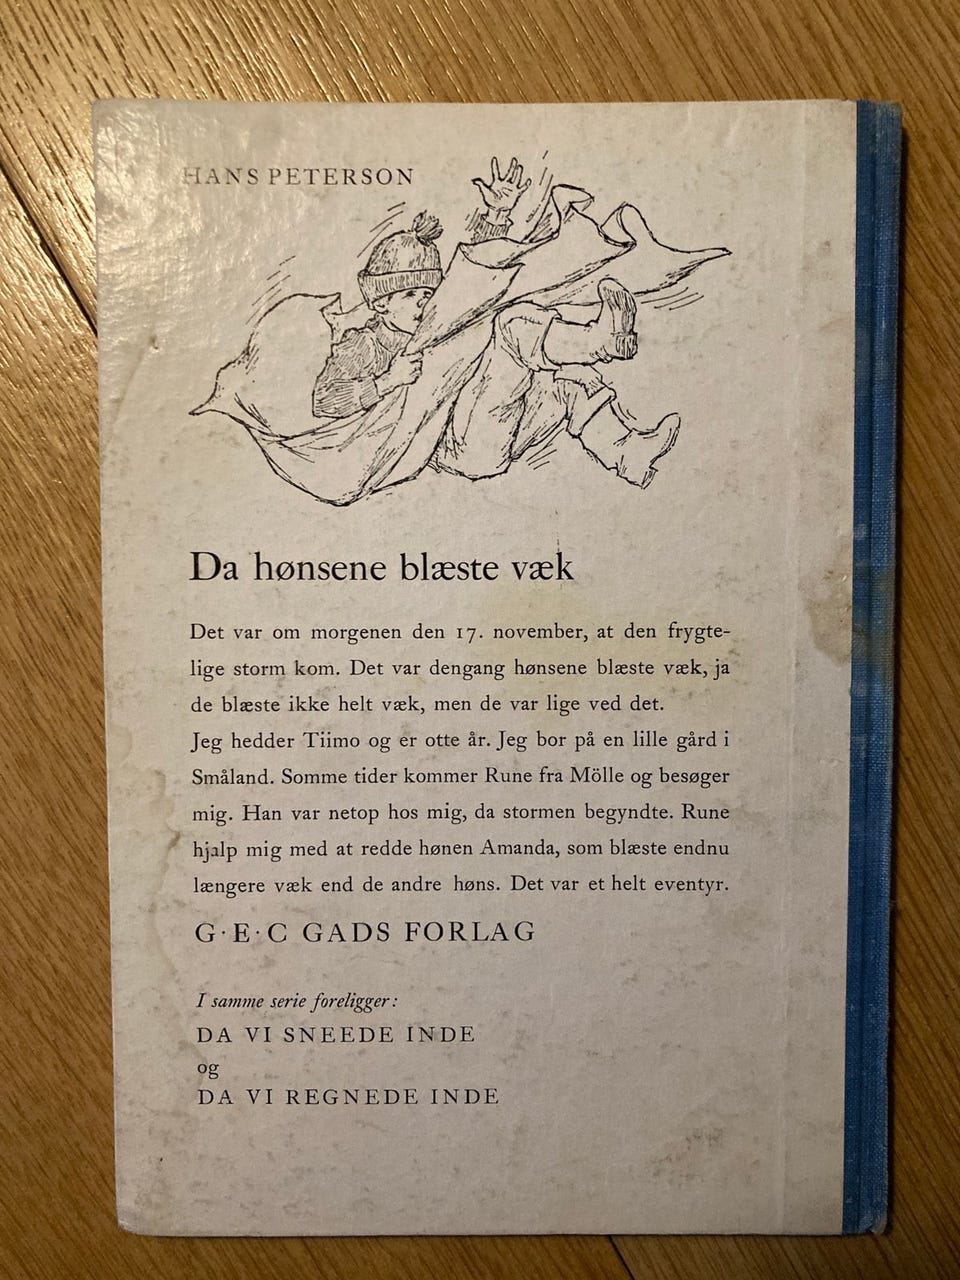 HANS PETERSON
Da hønsene blæste væk
Det var om morgenen den 17. november, at den frygte-
lige storm kom. Det var dengang hønsene blæste væk, ja
de blæste ikke helt væk, men de var lige ved det.
Jeg hedder Tiimo og er otte år. Jeg bor på en lille gård i
Småland. Somme tider kommer Rune fra Mölle og besøger
mig. Han var netop hos mig, da stormen begyndte. Rune
hjalp mig med at redde hønen Amanda, som blæste endnu
længere væk end de andre høns. Det var et helt eventyr.
G·E·C GADS FORLAG
I samme serie foreligger:
DA VI SNEEDE INDE
og
DA VI REGNEDE INDE